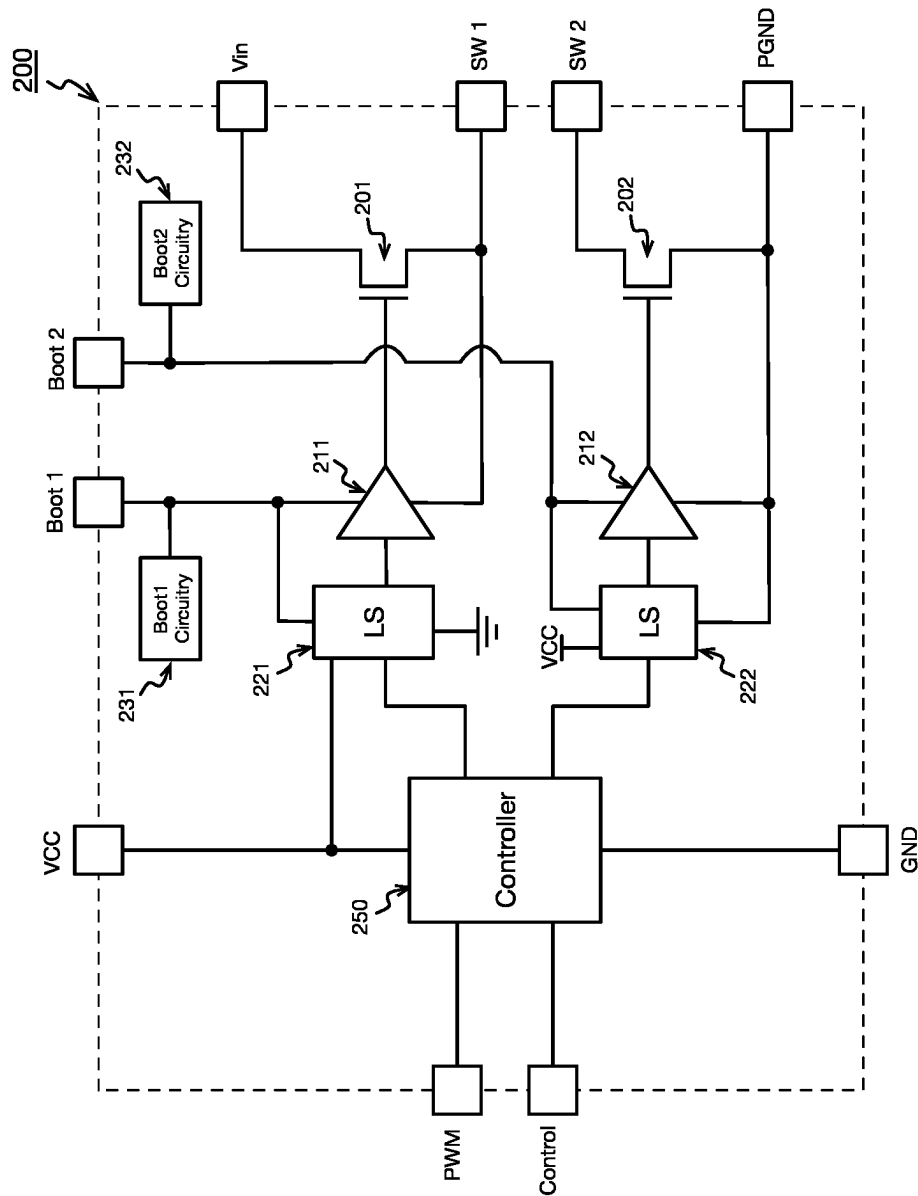 200
VCC
Boot 1
Boot 2
Boot1
Circuitry
231
Boot2
Circuitry
232
Vin
SW 1
SW 2
PGND
201
202
211
212
LS
221
VCC
LS
222
Controller
250
PWM
Control
GND